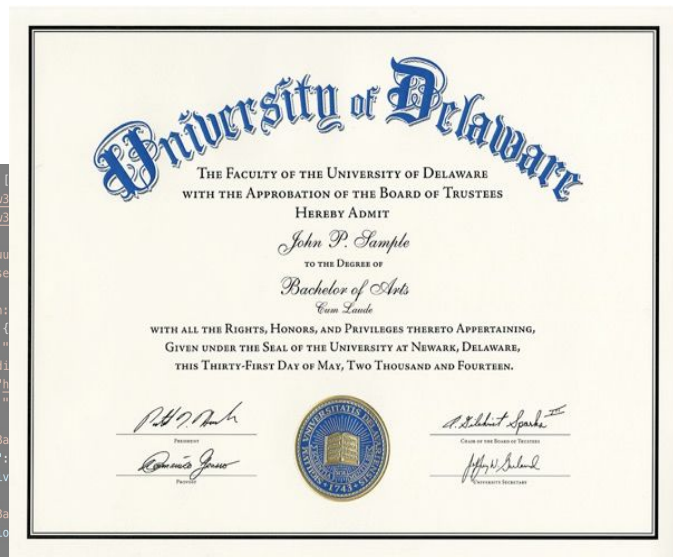 University of Delaware
THE FACULTY OF THE UNIVERSITY OF DELAWARE
WITH THE APPROBATION OF THE BOARD OF TRUSTEES
HEREBY ADMIT
John P. Sample
TO THE DEGREE OF
Bachelor of Arts
Cum Laude
WITH ALL THE RIGHTS, HONORS, AND PRIVILEGES THERETO APPERTAINING,
GIVEN UNDER THE SEAL OF THE UNIVERSITY AT NEWARK, DELAWARE,
THIS THIRTY-FIRST DAY OF MAY, TWO THOUSAND AND FOURTEEN.
PRESIDENT
CHAIR OF THE BOARD OF TRUSTEES
PROVOST
UNIVERSITY SECRETARY
1743